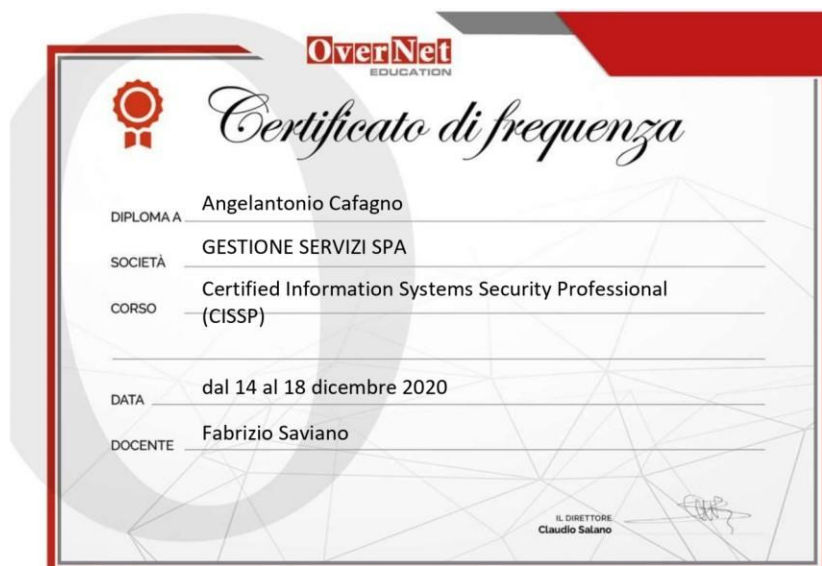 OverNet
EDUCATION
Certificato di frequenza
DIPLOMA A Angelantonio Cafagno
SOCIETÀ GESTIONE SERVIZI SPA
CORSO Certified Information Systems Security Professional
(CISSP)
DATA dal 14 al 18 dicembre 2020
DOCENTE Fabrizio Saviano
IL DIRETTORE
Claudio Salano